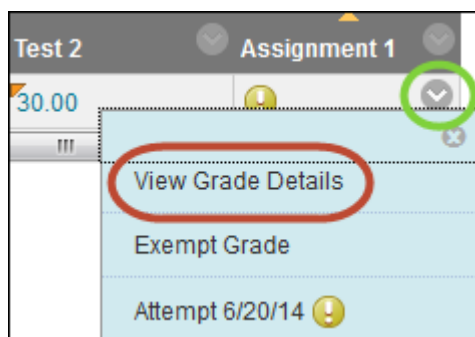 Test 2 Assignment 1
30.00
View Grade Details
Exempt Grade
Attempt 6/20/14